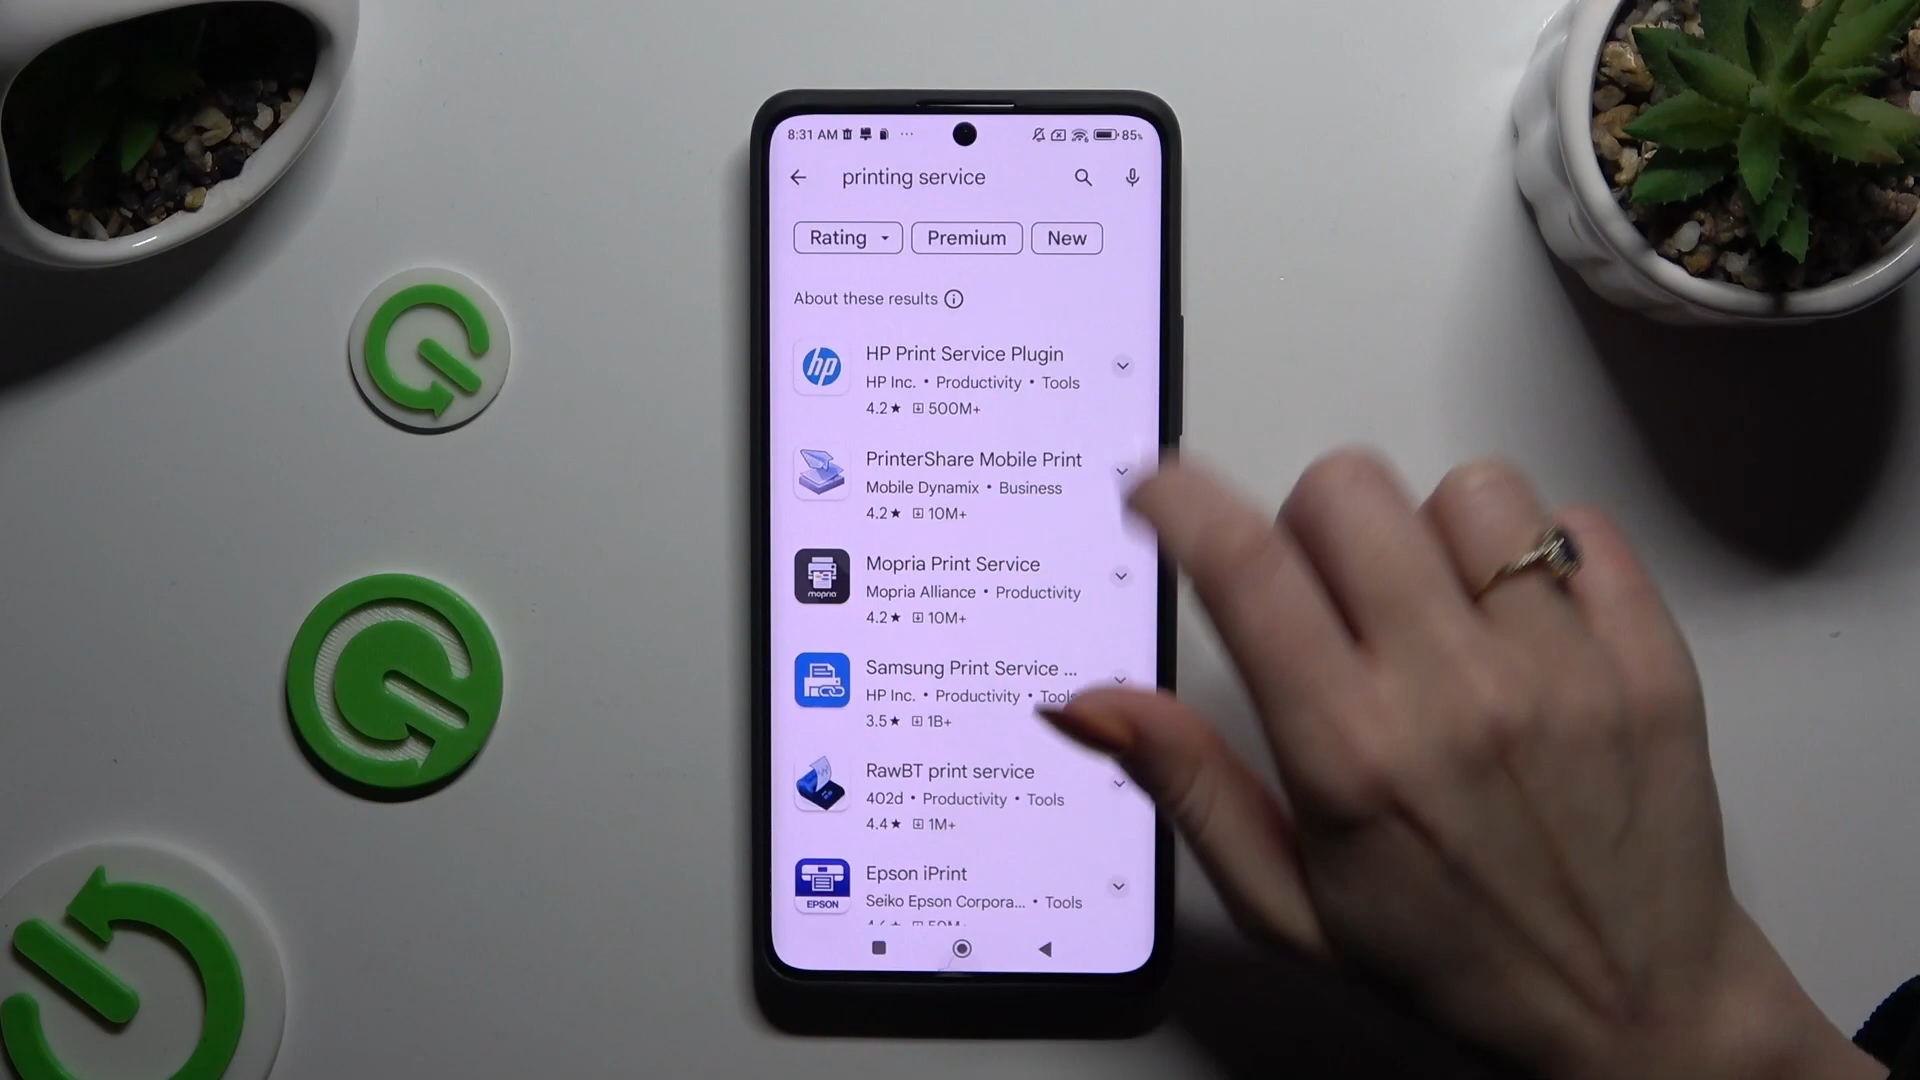 8:31 AM ··· 85%
printing service
Rating Premium New
About these results
HP Print Service Plugin
HP Inc. • Productivity • Tools
4.2★ 500M+
PrinterShare Mobile Print
Mobile Dynamix • Business
4.2★ 10M+
mopria
Mopria Print Service
Mopria Alliance • Productivity
4.2★ 10M+
Samsung Print Service ...
HP Inc. • Productivity • Tools
3.5★ 1B+
RawBT print service
402d • Productivity • Tools
4.4★ 1M+
EPSON
Epson iPrint
Seiko Epson Corpora... • Tools